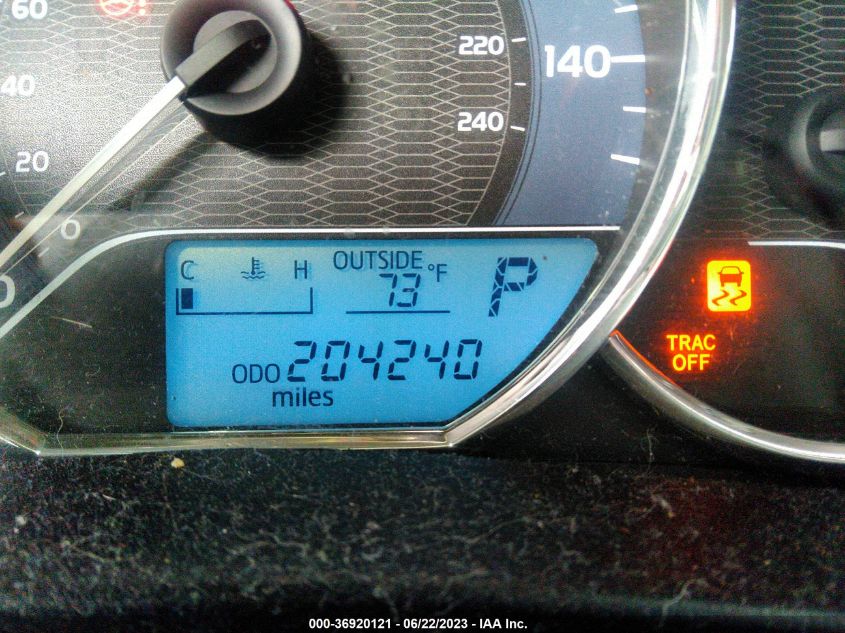 60
40
20
0
0
220
240
140
C H
OUTSIDE
73 °F
P
ODO 204240
miles
TRAC
OFF
000-36920121 - 06/22/2023 - IAA Inc.